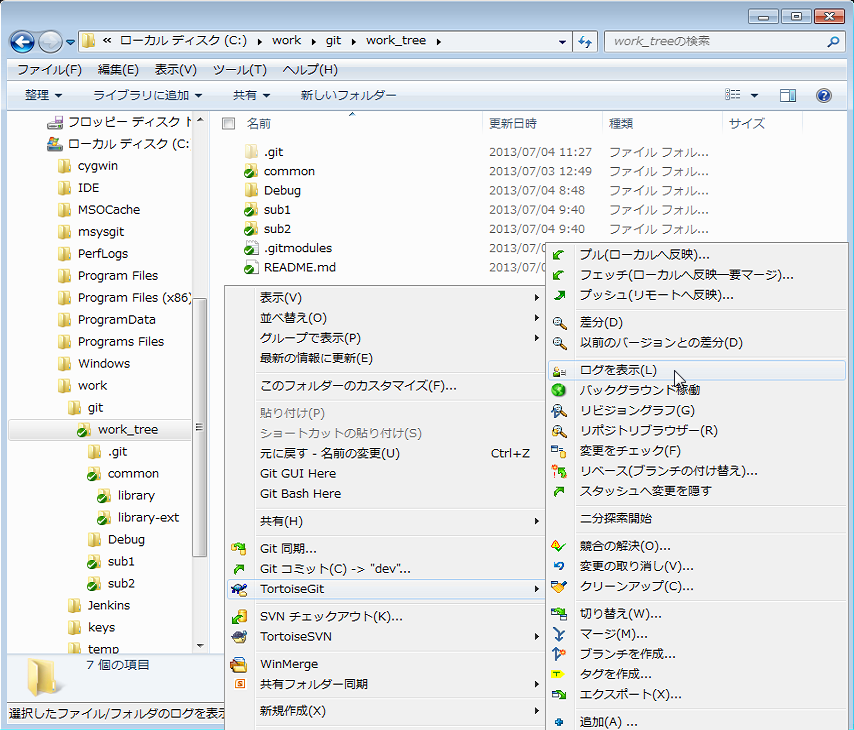 « ローカル ディスク (C:) ▸ work ▸ git ▸ work_tree ▸
work_treeの検索
ファイル(F) 編集(E) 表示(V) ツール(T) ヘルプ(H)
整理 ライブラリに追加 共有 新しいフォルダー
フロッピー ディスク ト
ローカル ディスク (C:
cygwin
IDE
MSOCache
msysgit
PerfLogs
Program Files
Program Files (x86)
ProgramData
Programs Files
Windows
work
git
work_tree
.git
common
library
library-ext
Debug
sub1
sub2
Jenkins
keys
temp
名前 更新日時 種類 サイズ
.git 2013/07/04 11:27 ファイル フォル...
common 2013/07/03 12:49 ファイル フォル...
Debug 2013/07/04 8:48 ファイル フォル...
sub1 2013/07/04 9:40 ファイル フォル...
sub2 2013/07/04 9:40 ファイル フォル...
.gitmodules 2013/07/0
README.md 2013/07/0
表示(V)
並べ替え(O)
グループで表示(P)
最新の情報に更新(E)
このフォルダーのカスタマイズ(F)...
貼り付け(P)
ショートカットの貼り付け(S)
元に戻す - 名前の変更(U) Ctrl+Z
Git GUI Here
Git Bash Here
共有(H)
Git 同期...
Git コミット(C) -> "dev"...
TortoiseGit
SVN チェックアウト(K)...
TortoiseSVN
WinMerge
共有フォルダー同期
新規作成(X)
プル(ローカルへ反映)...
フェッチ(ローカルへ反映―要マージ)...
プッシュ(リモートへ反映)...
差分(D)
以前のバージョンとの差分(D)
ログを表示(L)
バックグラウンド稼働
リビジョングラフ(G)
リポジトリブラウザー(R)
変更をチェック(F)
リベース(ブランチの付け替え)...
スタッシュへ変更を隠す
二分探索開始
競合の解決(O)...
変更の取り消し(V)...
クリーンアップ(C)...
切り替え(W)...
マージ(M)...
ブランチを作成...
タグを作成...
エクスポート(X)...
追加(A) ...
7 個の項目
選択したファイル/フォルダのログを表示